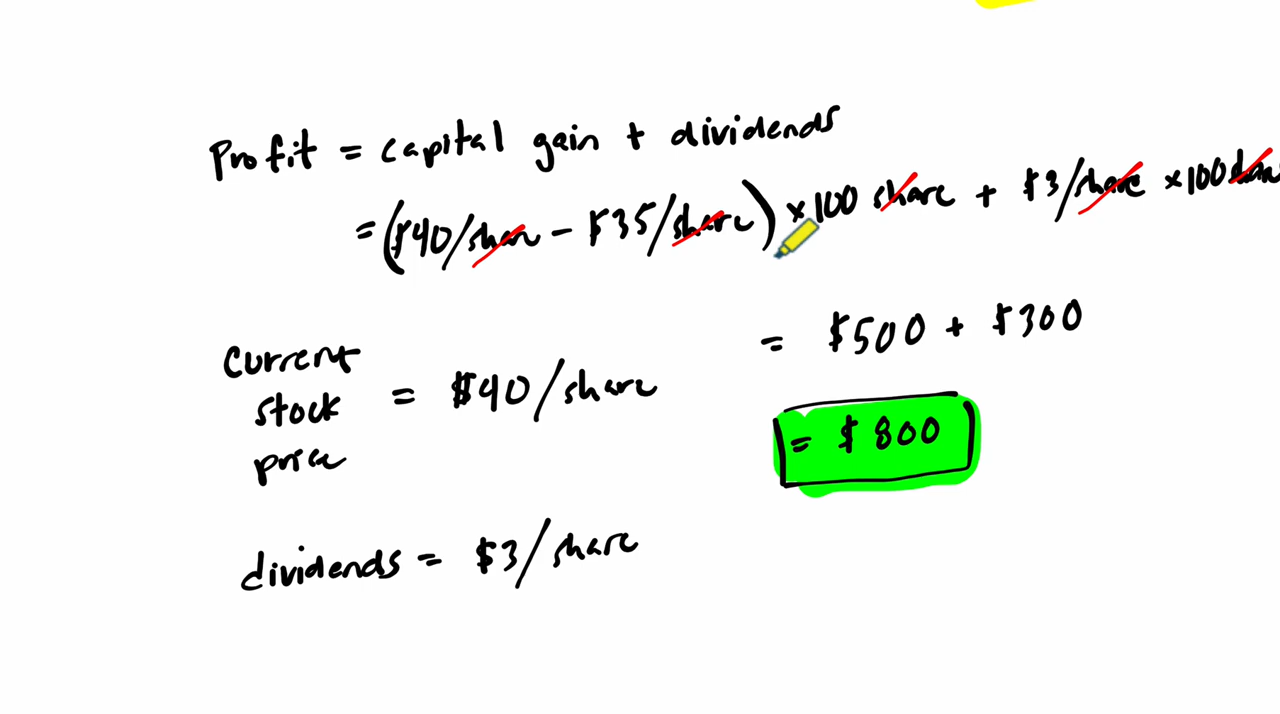 Profit = capital gain + dividends
= ($40/share - $35/share) × 100 share + $3/share × 100 share
= $500 + $300
= $800
Current
stock
price
= $40/share
dividends = $3/share